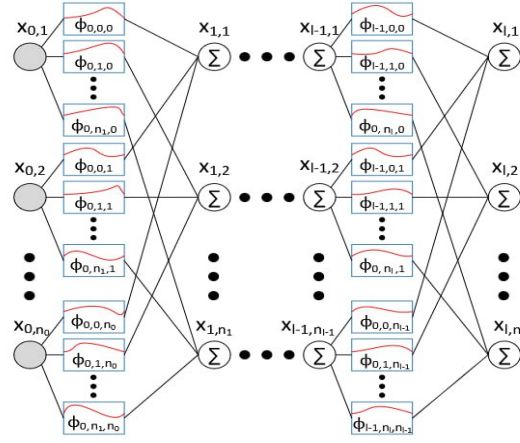 x0,1 x1,1 xl-1,1 xl,1
ϕ0,0,0 ϕl-1,0,0
ϕ0,1,0 Σ Σ ϕl-1,1,0 Σ
ϕ0,n1,0 ϕ0,nl,0
x0,2 ϕ0,0,1 x1,2 xl-1,2 ϕl-1,0,1 xl,2
ϕ0,1,1 Σ Σ ϕl-1,1,1 Σ
ϕ0,n1,1 ϕ0,nl,1
x0,n0 ϕ0,0,n0 x1,n1 xl-1,nl-1 ϕ0,0,nl-1 xl,n
ϕ0,1,n0 Σ Σ ϕ0,1,nl-1 Σ
ϕ0,n1,n0 ϕl-1,nl,nl-1